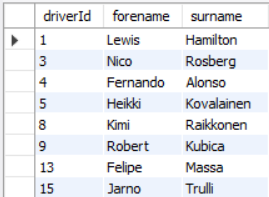 driverId forename surname
1 Lewis Hamilton
3 Nico Rosberg
4 Fernando Alonso
5 Heikki Kovalainen
8 Kimi Raikkonen
9 Robert Kubica
13 Felipe Massa
15 Jarno Trulli